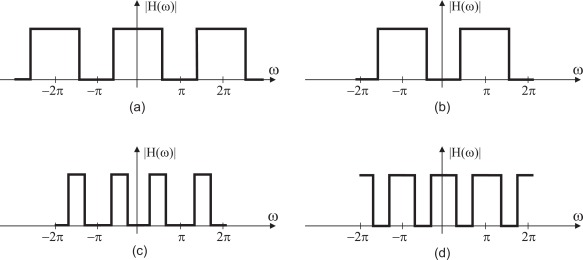 |H(ω)|
ω
−2π −π π 2π
(a)
|H(ω)|
ω
−2π −π π 2π
(b)
|H(ω)|
ω
−2π −π π 2π
(c)
|H(ω)|
ω
−2π −π π 2π
(d)